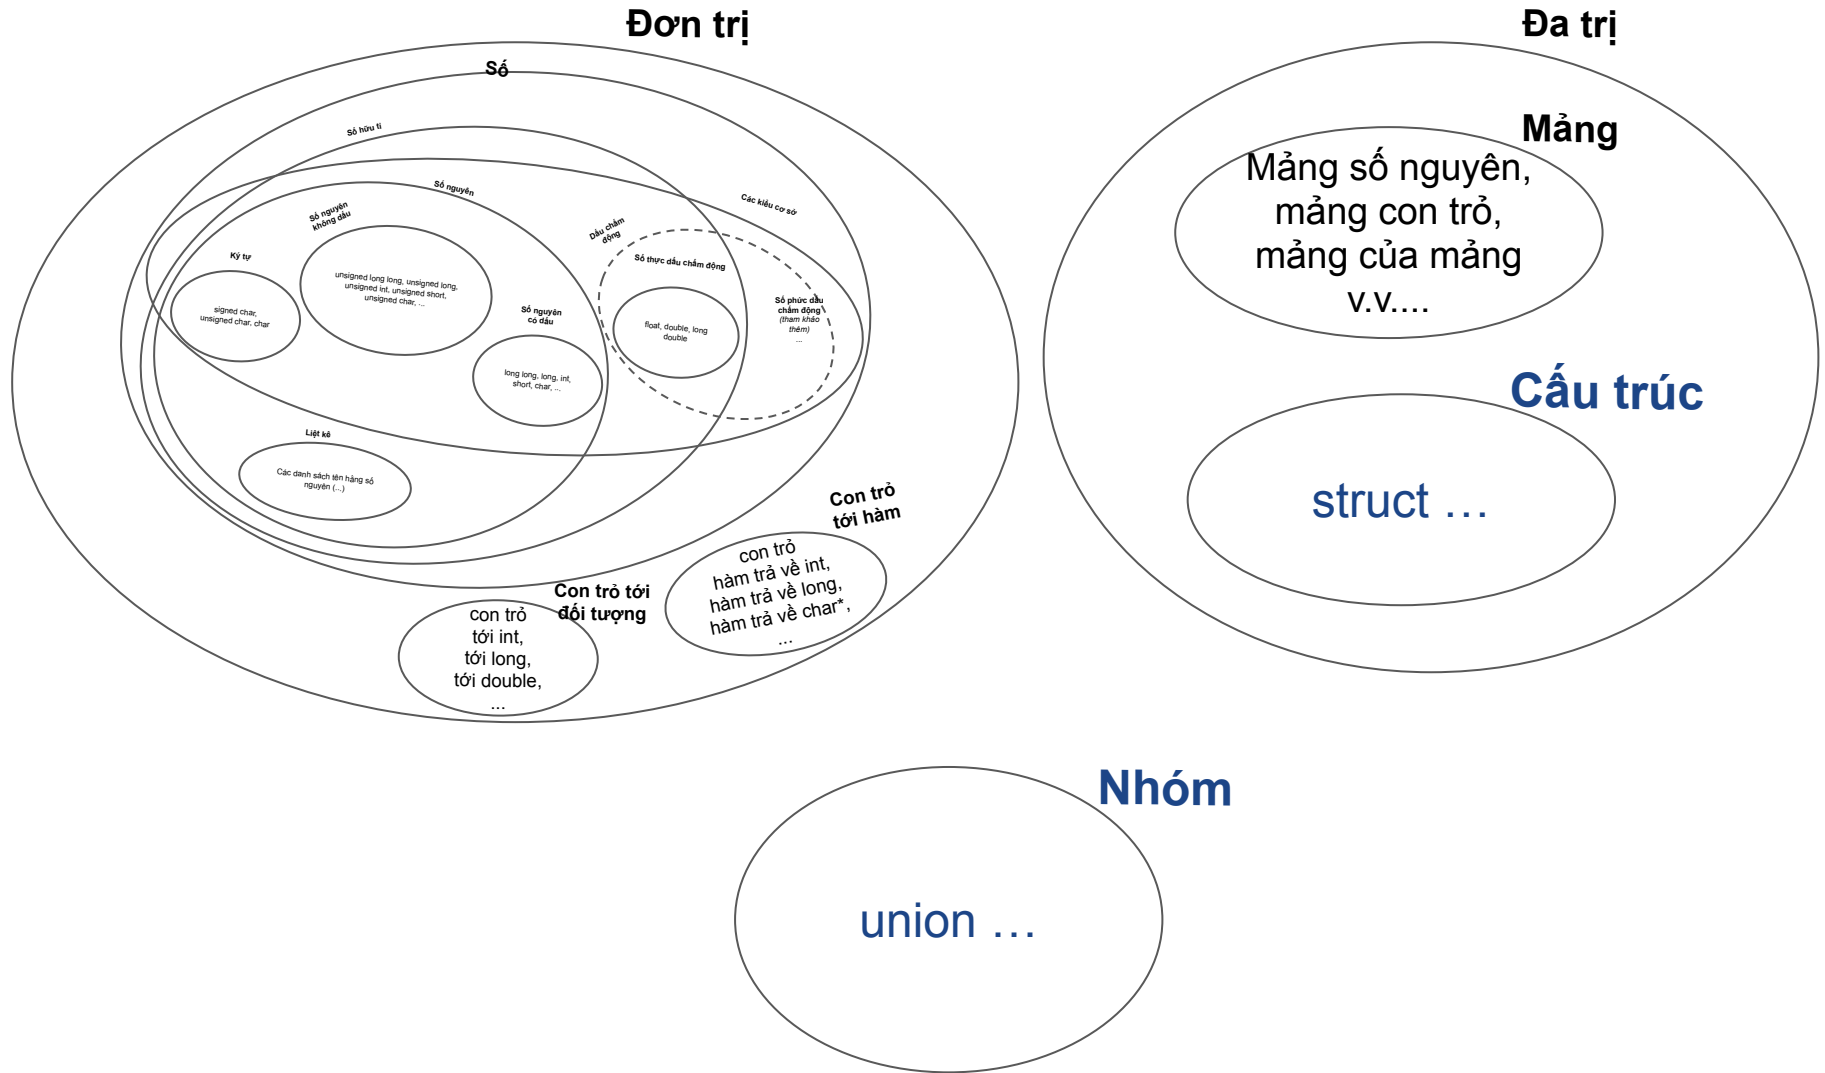 Đơn trị
Số
Số hữu tỉ
Số nguyên
Số nguyên
không dấu
Các kiểu cơ sở
Dấu chấm
động
Ký tự
Số thực dấu chấm động
unsigned long long, unsigned long,
unsigned int, unsigned short,
unsigned char, ...
signed char,
unsigned char, char
Số nguyên
có dấu
Số phức dấu
chấm động
(tham khảo
thêm)
...
float, double, long
double
long long, long, int,
short, char, ...
Liệt kê
Các danh sách tên hằng số
nguyên (...)
Con trỏ
tới hàm
con trỏ
hàm trả về int,
hàm trả về long,
hàm trả về char*,
...
Con trỏ tới
đối tượng
con trỏ
tới int,
tới long,
tới double,
...
Đa trị
Mảng
Mảng số nguyên,
mảng con trỏ,
mảng của mảng
v.v....
Cấu trúc
struct ...
Nhóm
union ...